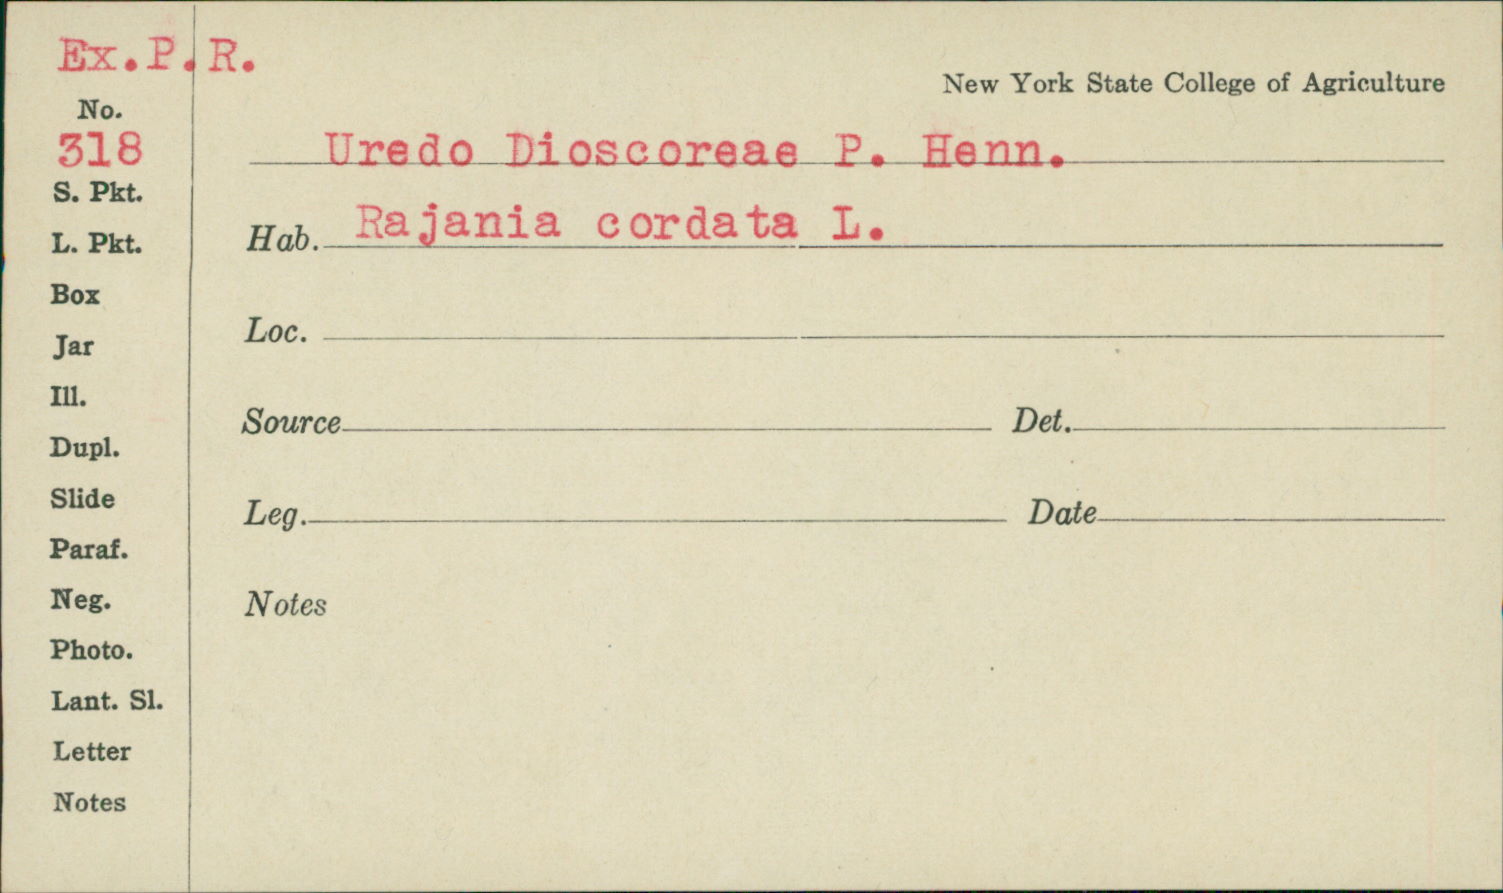 Ex.P.R.
New York State College of Agriculture
No.
318
Uredo Dioscoreae P. Henn.
S. Pkt.
Hab. Rajania cordata L.
L. Pkt.
Box
Loc.
Jar
Ill.
Source Det.
Dupl.
Slide
Leg. Date
Paraf.
Neg.
Notes
Photo.
Lant. Sl.
Letter
Notes